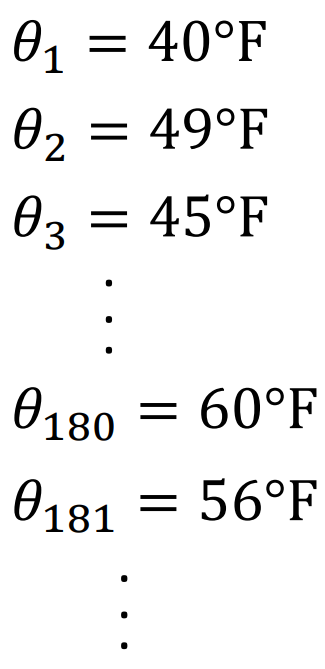 θ₁ = 40°F
θ₂ = 49°F
θ₃ = 45°F
⋮
θ₁₈₀ = 60°F
θ₁₈₁ = 56°F
⋮